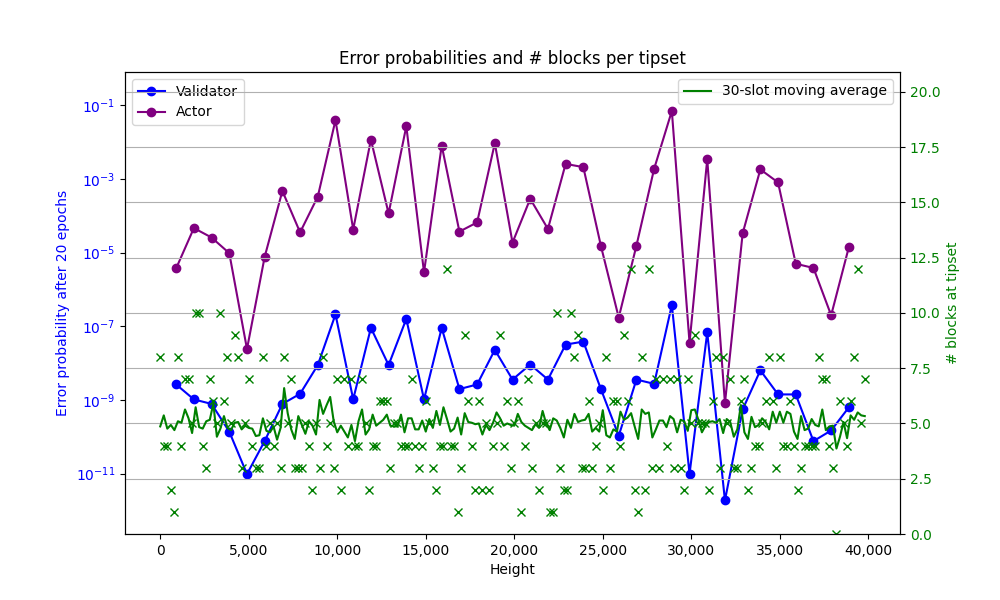 Error probabilities and # blocks per tipset
Validator
Actor
30-slot moving average
10⁻¹
10⁻³
10⁻⁵
10⁻⁷
10⁻⁹
10⁻¹¹
Error probability after 20 epochs
20.0
17.5
15.0
12.5
10.0
7.5
5.0
2.5
0.0
# blocks at tipset
0 5,000 10,000 15,000 20,000 25,000 30,000 35,000 40,000
Height